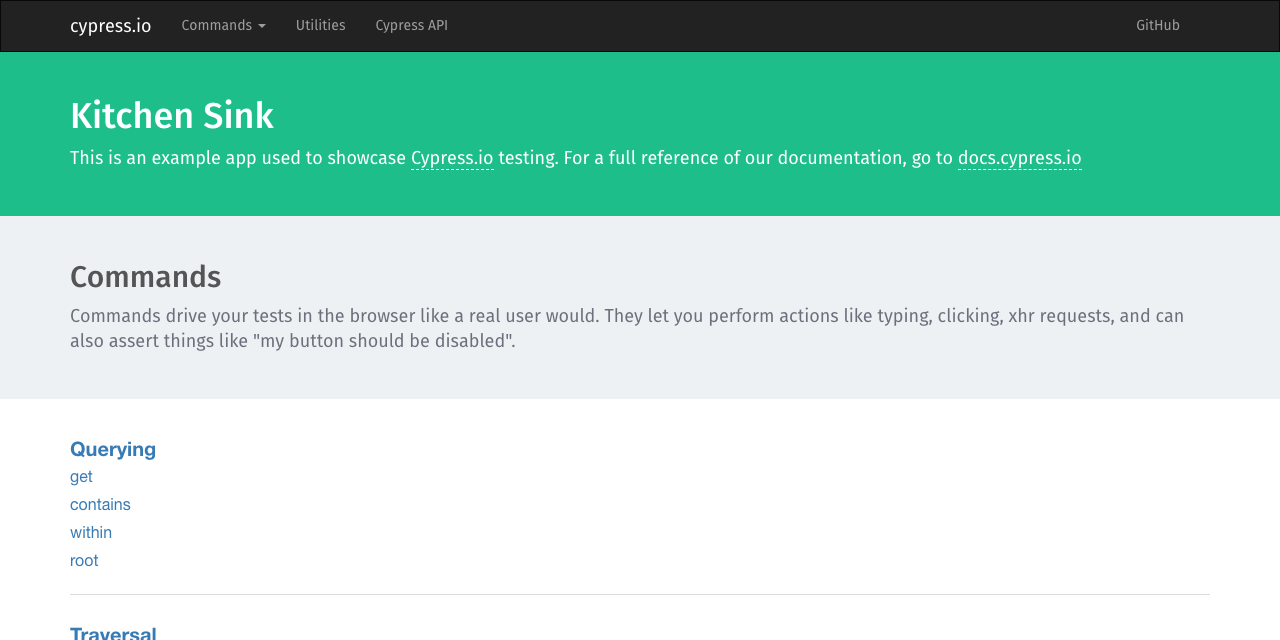 cypress.io Commands Utilities Cypress API GitHub
Kitchen Sink
This is an example app used to showcase Cypress.io testing. For a full reference of our documentation, go to docs.cypress.io
Commands
Commands drive your tests in the browser like a real user would. They let you perform actions like typing, clicking, xhr requests, and can
also assert things like "my button should be disabled".
Querying
get
contains
within
root
Traversal